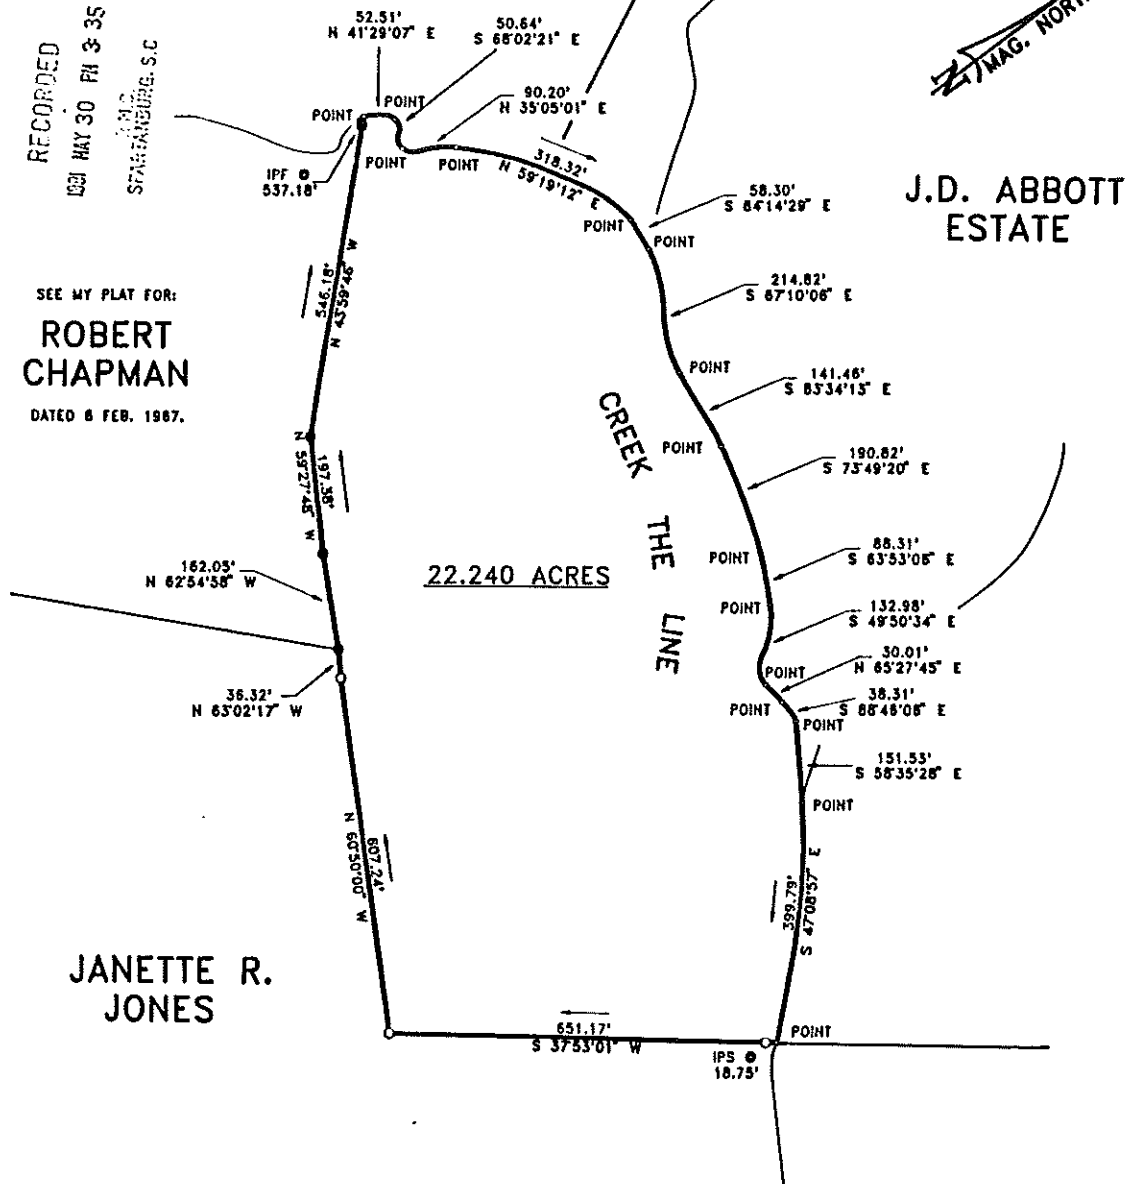 52.51'
N 41°29'07" E
50.64'
S 68°02'21" E
RECORDED
MAY 30 PM 3 35
SPARTANBURG, S.C
MAG. NORTH
N
90.20'
N 35°05'01" E
POINT
POINT
POINT
POINT
IPF @
537.18'
318.32'
N 59°19'12" E
J.D. ABBOTT
ESTATE
58.30'
S 84°14'29" E
POINT
POINT
546.18'
N 43°59'46" W
214.82'
S 67°10'06" E
SEE MY PLAT FOR:
ROBERT
CHAPMAN
DATED 6 FEB. 1987.
POINT
141.46'
S 83°34'13" E
CREEK THE LINE
POINT
190.82'
S 73°49'20" E
197.38'
N 59°27'48" W
162.05'
N 62°54'38" W
22.240 ACRES
POINT
88.31'
S 63°53'06" E
POINT
132.98'
S 49°50'34" E
POINT
30.01'
N 65°27'45" E
36.32'
N 63°02'17" W
POINT
38.31'
S 88°48'08" E
POINT
151.53'
S 58°35'28" E
POINT
607.24'
N 60°50'00" W
399.79'
S 47°08'57" E
JANETTE R.
JONES
651.17'
S 37°53'01" W
POINT
IPS @
18.75'